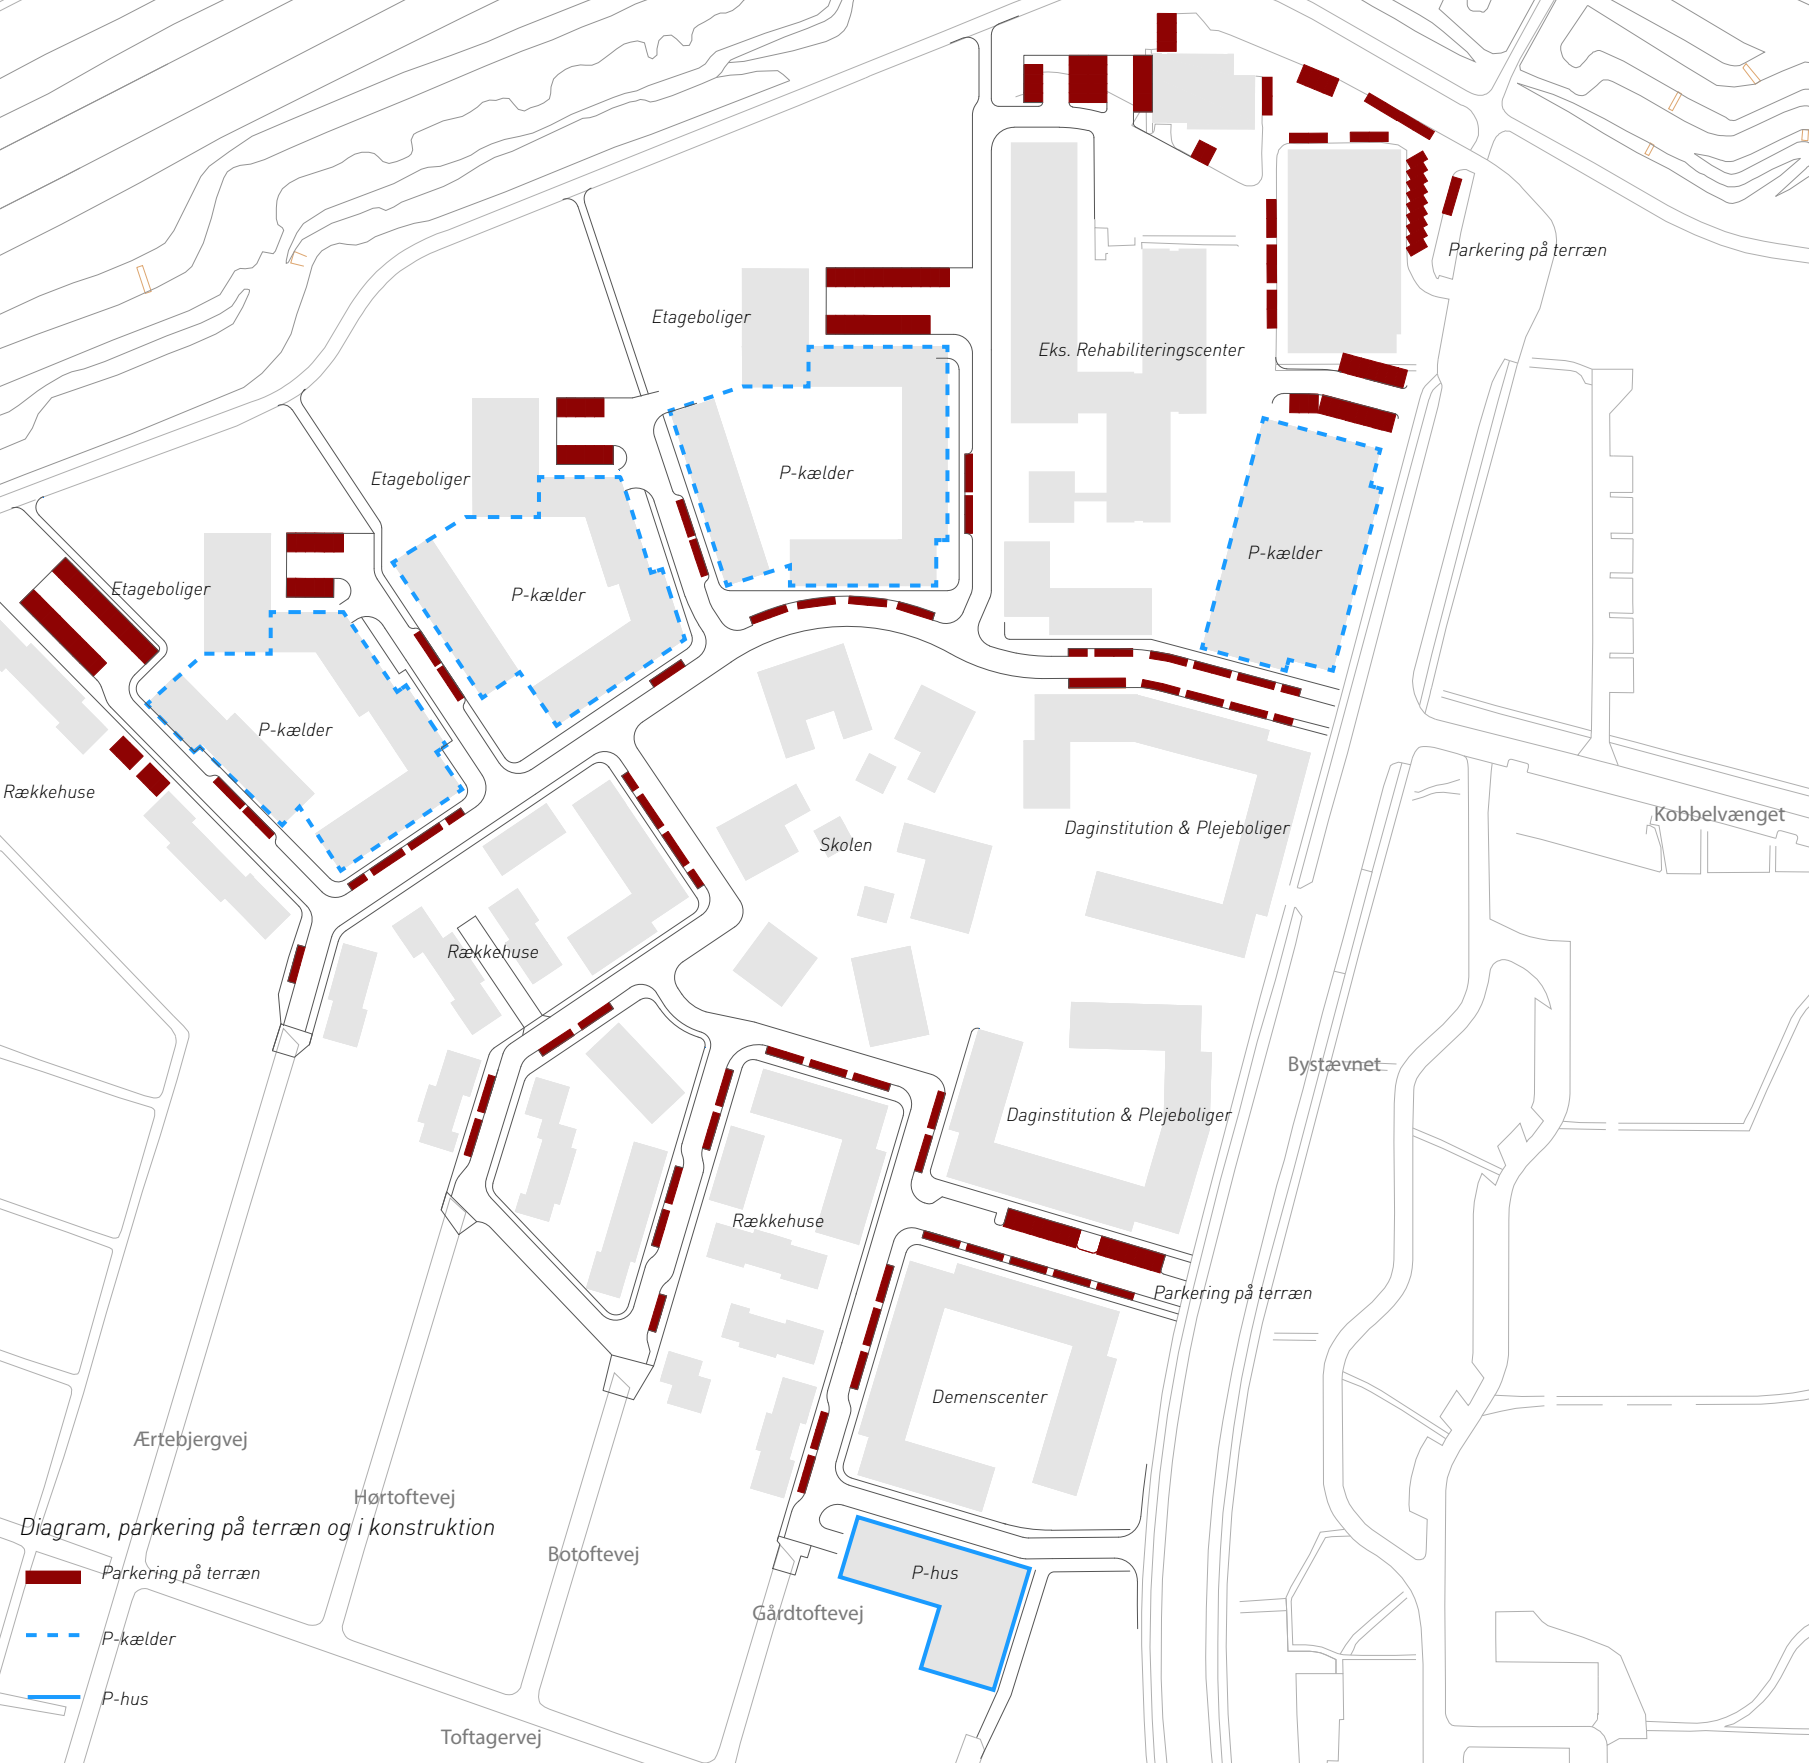 Parkering på terræn
Etageboliger
Eks. Rehabiliteringscenter
Etageboliger
P-kælder
P-kælder
Etageboliger
P-kælder
P-kælder
Rækkehuse
Kobbelvænget
Daginstitution & Plejeboliger
Skolen
Rækkehuse
Bystævnet
Daginstitution & Plejeboliger
Rækkehuse
Parkering på terræn
Demenscenter
Ærtebjergvej
Hørtoftevej
Diagram, parkering på terræn og i konstruktion
Botoftevej
Parkering på terræn
P-hus
Gårdtoftevej
P-kælder
P-hus
Toftagervej